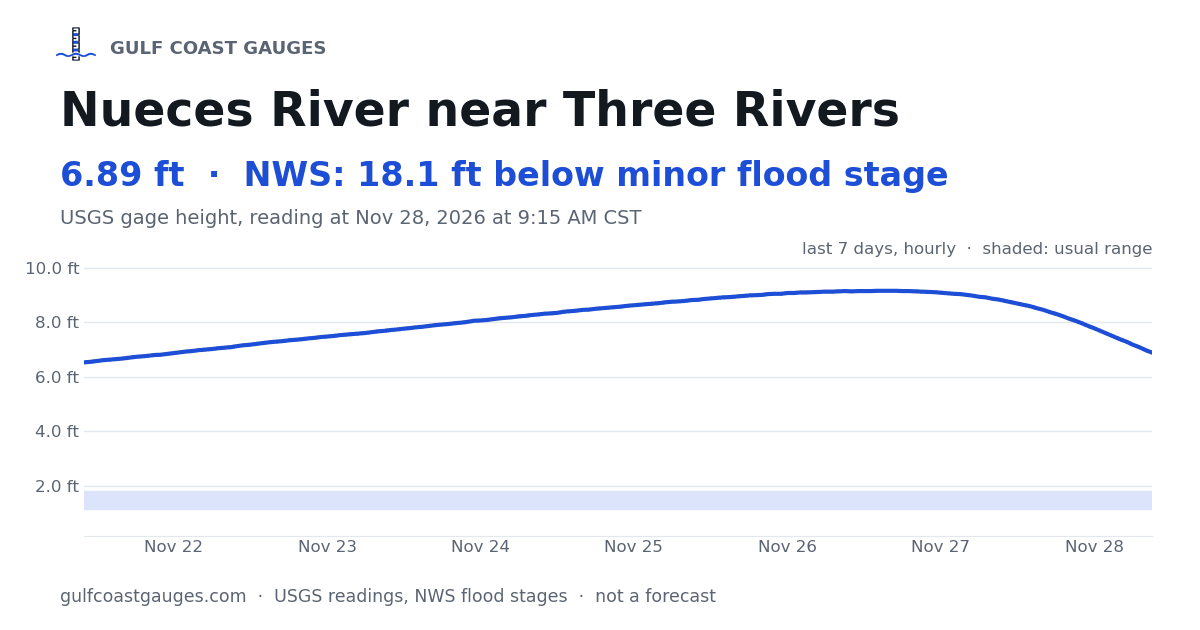 GULF COAST GAUGES
Nueces River near Three Rivers
6.89 ft · NWS: 18.1 ft below minor flood stage
USGS gage height, reading at Nov 28, 2026 at 9:15 AM CST
last 7 days, hourly · shaded: usual range
10.0 ft
8.0 ft
6.0 ft
4.0 ft
2.0 ft
Nov 22 Nov 23 Nov 24 Nov 25 Nov 26 Nov 27 Nov 28
gulfcoastgauges.com · USGS readings, NWS flood stages · not a forecast